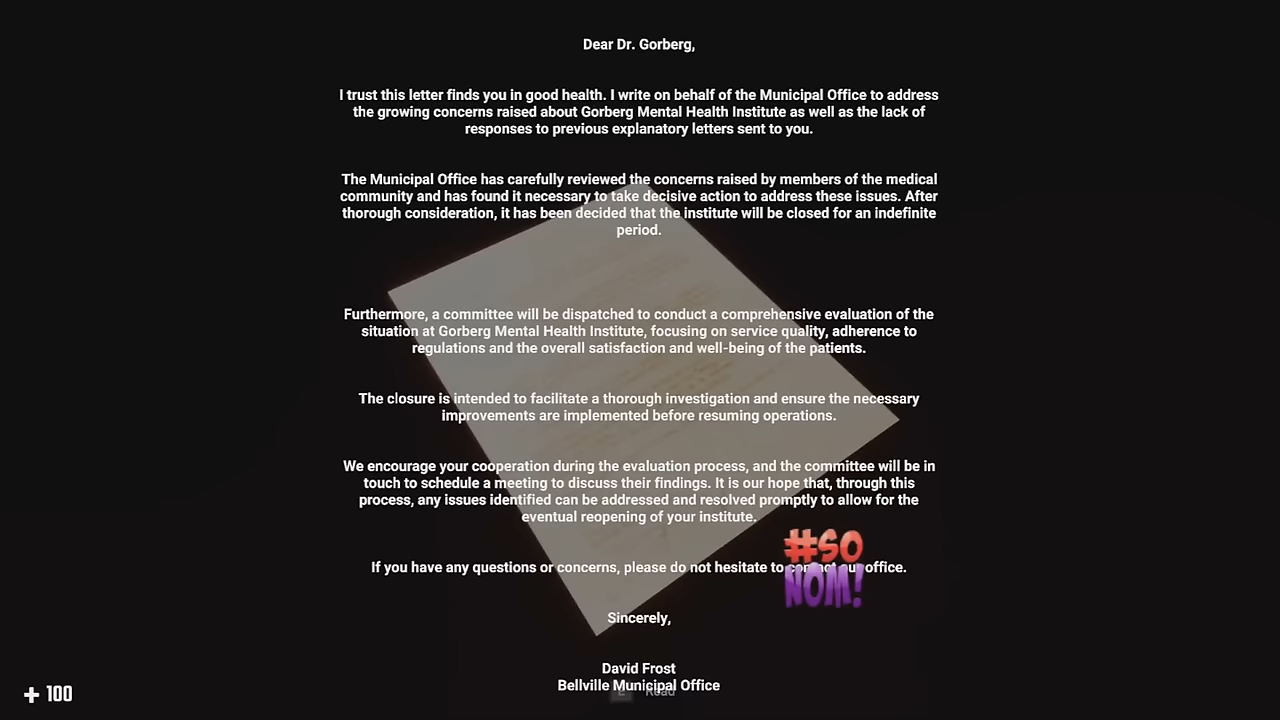 Dear Dr. Gorberg,
I trust this letter finds you in good health. I write on behalf of the Municipal Office to address
the growing concerns raised about Gorberg Mental Health Institute as well as the lack of
responses to previous explanatory letters sent to you.
The Municipal Office has carefully reviewed the concerns raised by members of the medical
community and has found it necessary to take decisive action to address these issues. After
thorough consideration, it has been decided that the institute will be closed for an indefinite
period.
Furthermore, a committee will be dispatched to conduct a comprehensive evaluation of the
situation at Gorberg Mental Health Institute, focusing on service quality, adherence to
regulations and the overall satisfaction and well-being of the patients.
The closure is intended to facilitate a thorough investigation and ensure the necessary
improvements are implemented before resuming operations.
We encourage your cooperation during the evaluation process, and the committee will be in
touch to schedule a meeting to discuss their findings. It is our hope that, through this
process, any issues identified can be addressed and resolved promptly to allow for the
eventual reopening of your institute.
If you have any questions or concerns, please do not hesitate to office.
#SO
NOM!
Sincerely,
David Frost
Bellville Municipal Office
Read
+ 100